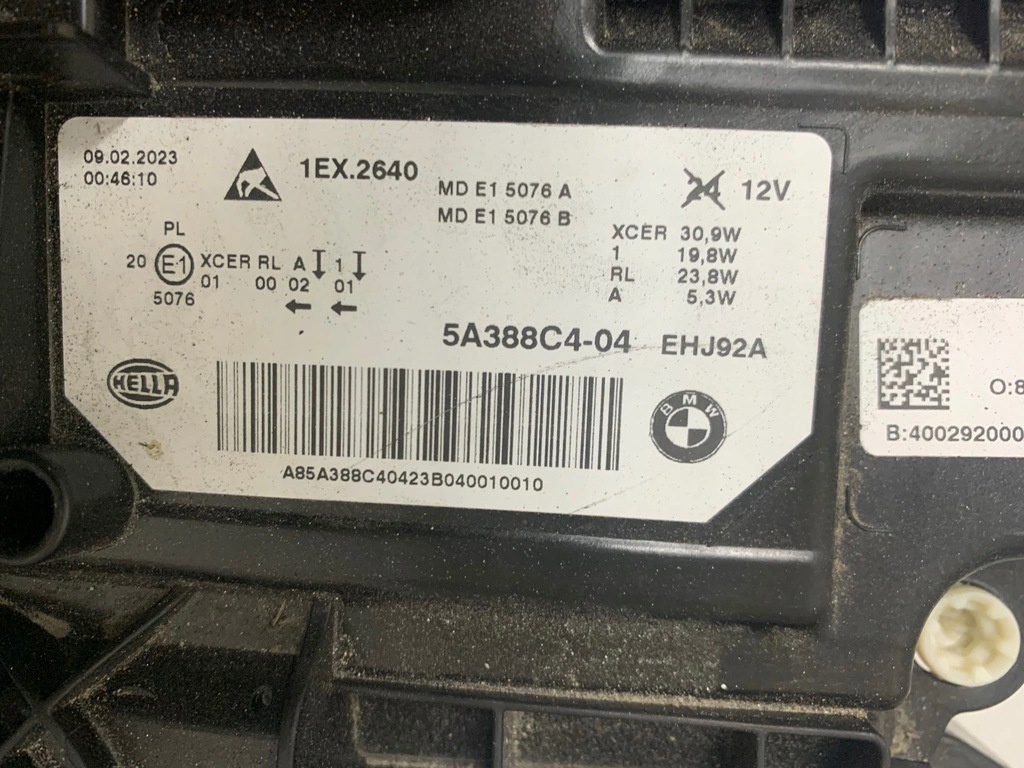 09.02.2023
00:46:10
1EX.2640
MD E1 5076 A
MD E1 5076 B
24 12V
XCER 30,9W
1 19,8W
RL 23,8W
A 5,3W
PL
20 E1 XCER RL A 1
01 00 02 01
5076
5A388C4-04 EHJ92A
HELLA
BMW
A85A388C40423B040010010
O:8
B:400292000